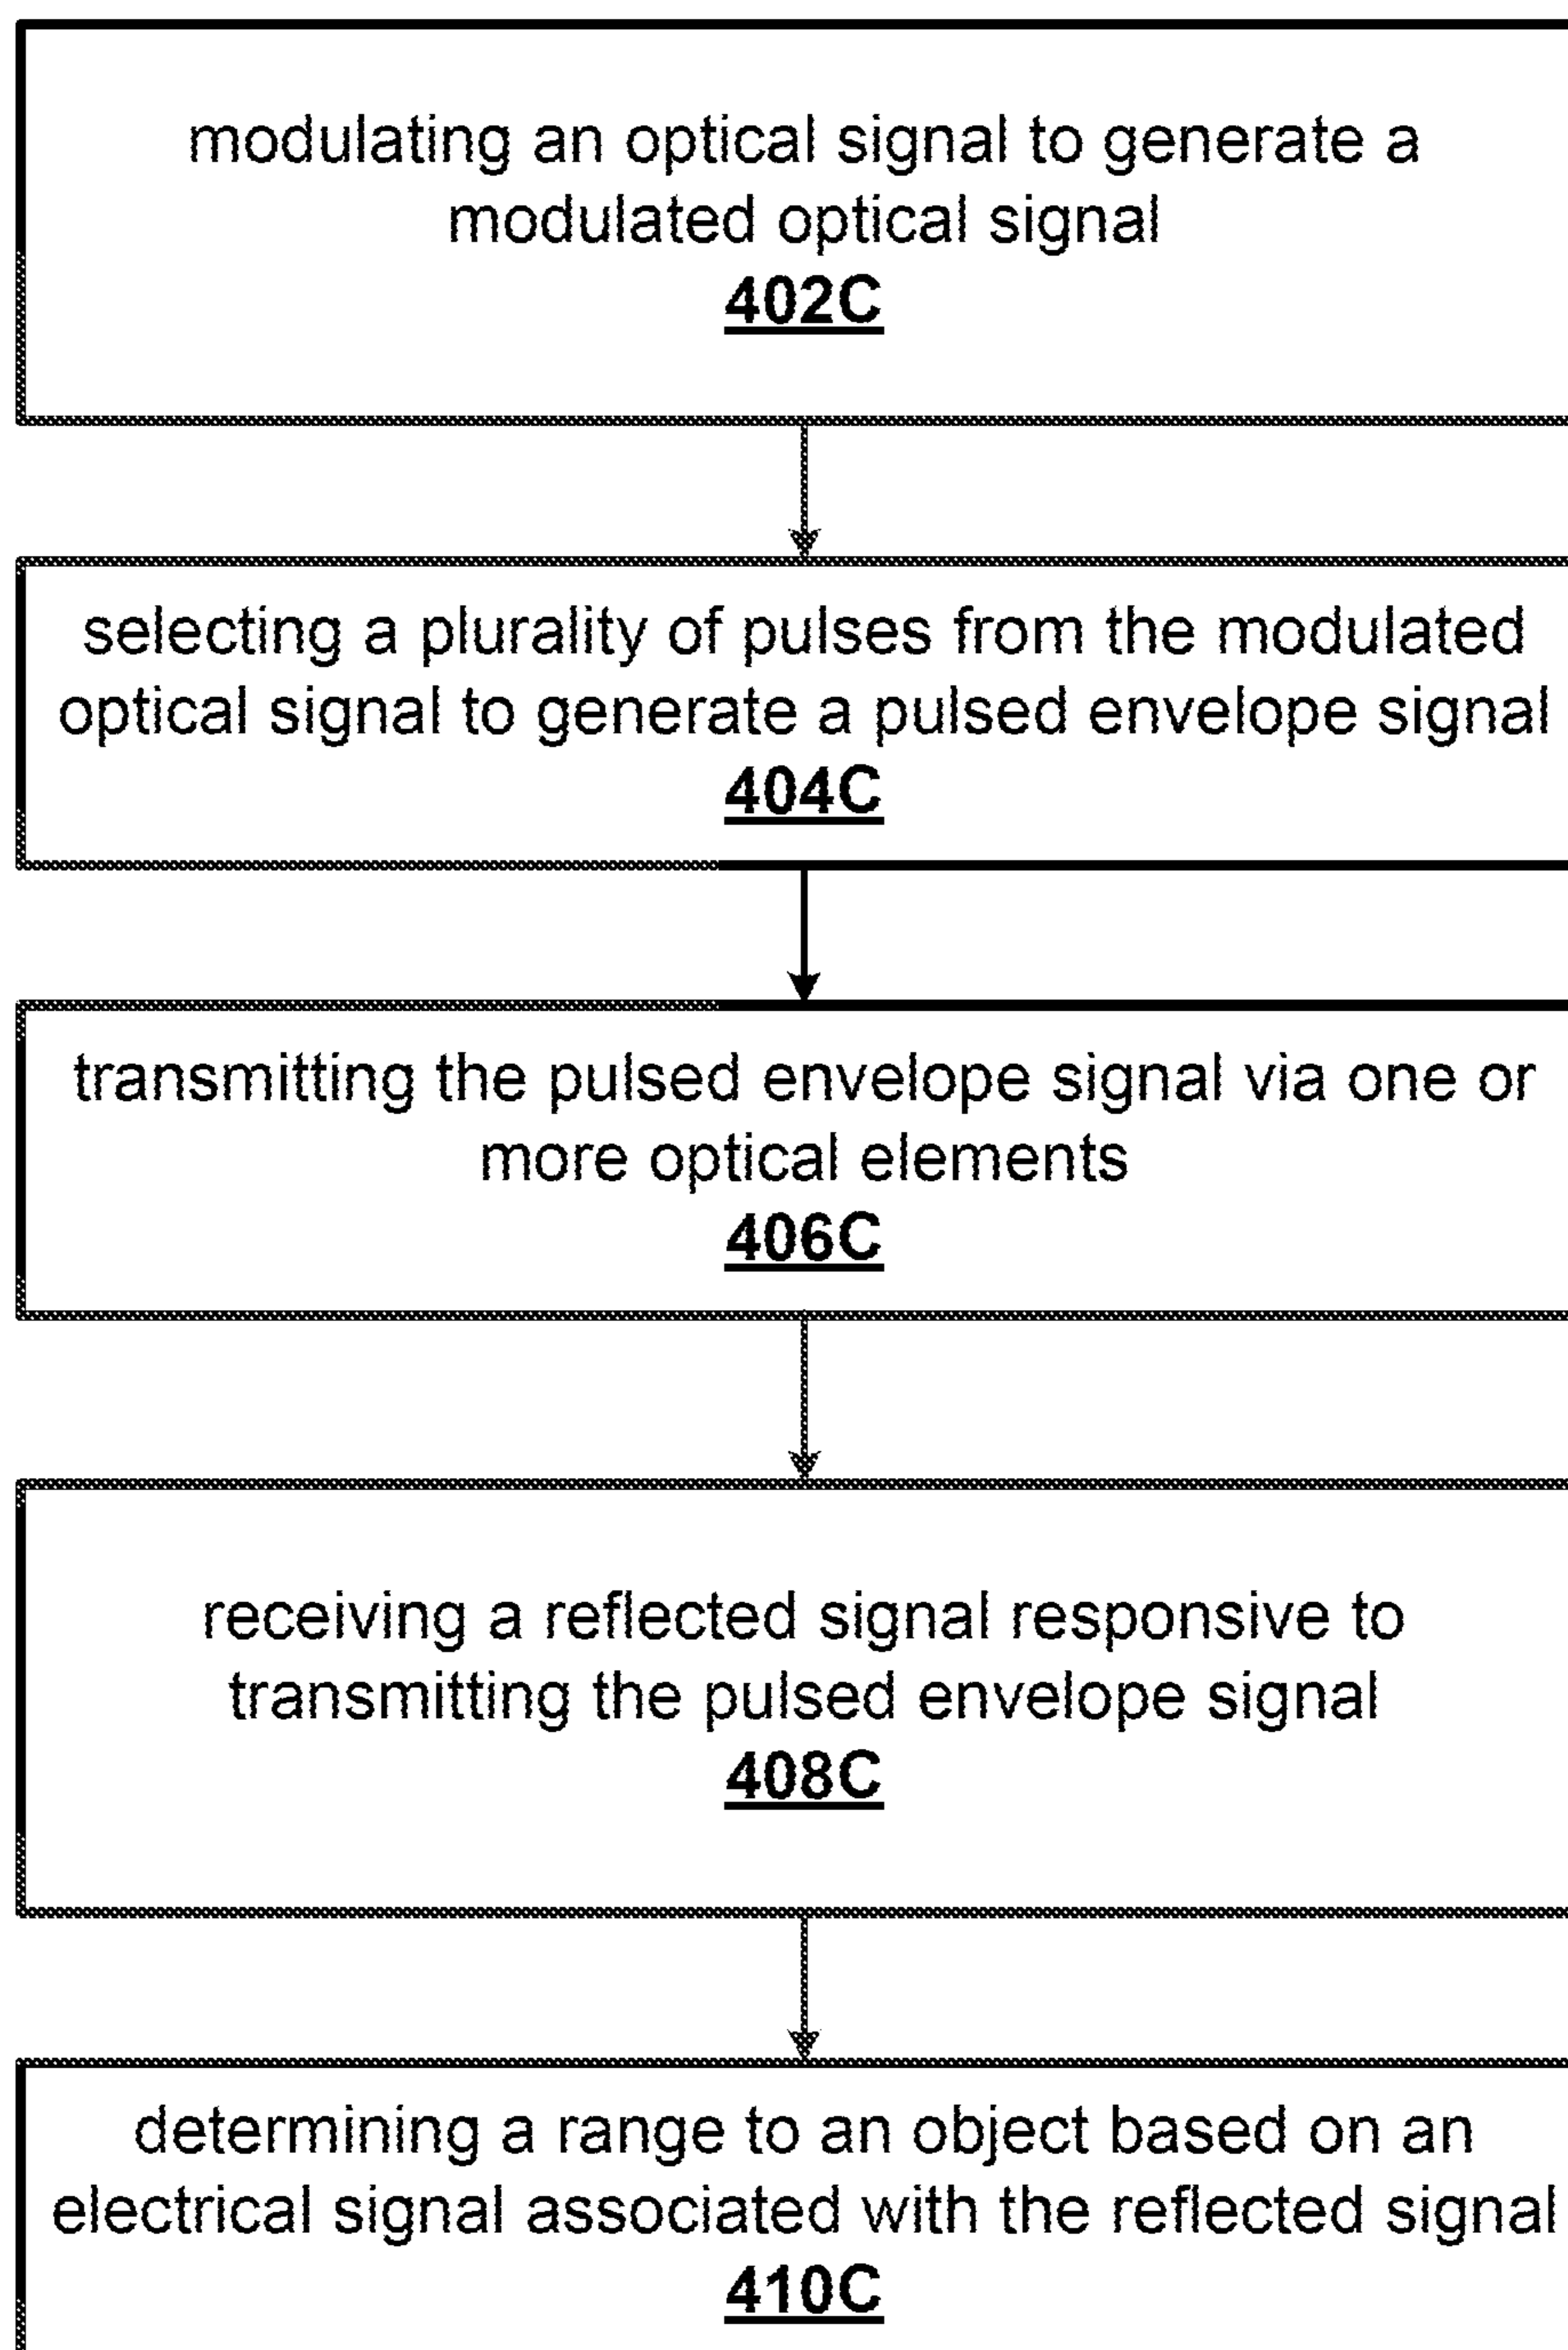 modulating an optical signal to generate a
modulated optical signal
402C
selecting a plurality of pulses from the modulated
optical signal to generate a pulsed envelope signal
404C
transmitting the pulsed envelope signal via one or
more optical elements
406C
receiving a reflected signal responsive to
transmitting the pulsed envelope signal
408C
determining a range to an object based on an
electrical signal associated with the reflected signal
410C